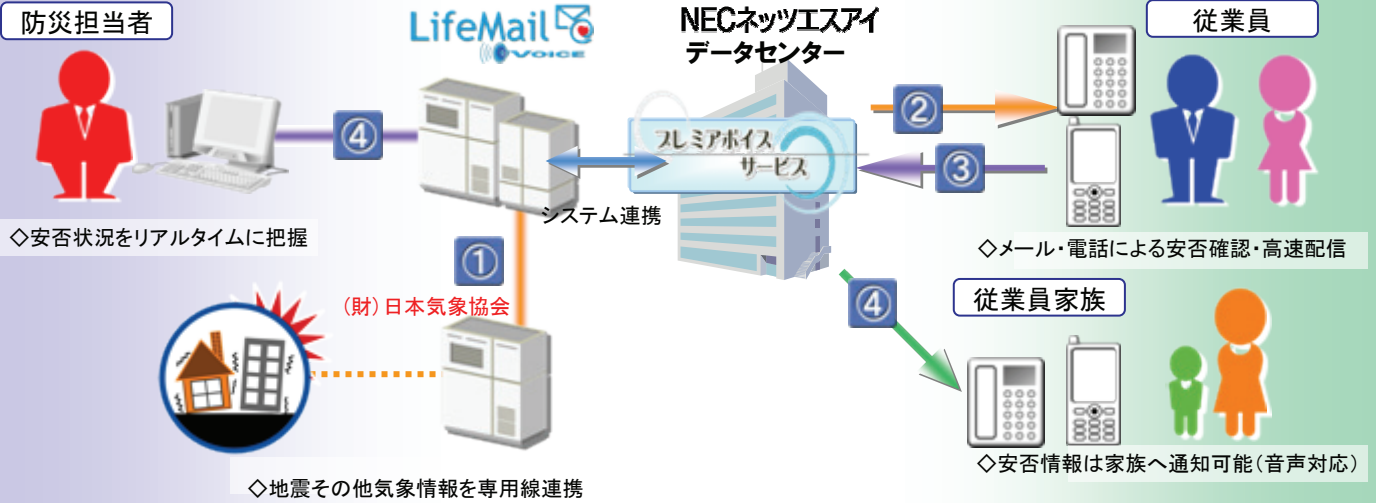 防災担当者
LifeMail
VOICE
NECネッツエスアイ
データセンター
従業員
④
②
プレミアボイス
サービス
③
システム連携
◇安否状況をリアルタイムに把握
◇メール・電話による安否確認・高速配信
①
(財)日本気象協会
④
従業員家族
◇安否情報は家族へ通知可能(音声対応)
◇地震その他気象情報を専用線連携